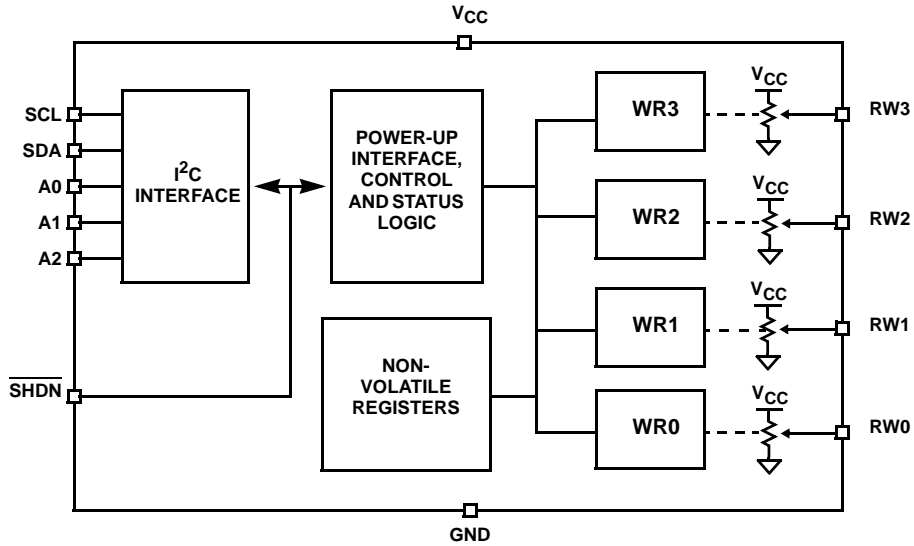 VCC
SCL
SDA
A0
A1
A2
SHDN
I2C
INTERFACE
POWER-UP
INTERFACE,
CONTROL
AND STATUS
LOGIC
NON-
VOLATILE
REGISTERS
WR3
VCC
RW3
WR2
VCC
RW2
WR1
VCC
RW1
WR0
VCC
RW0
GND